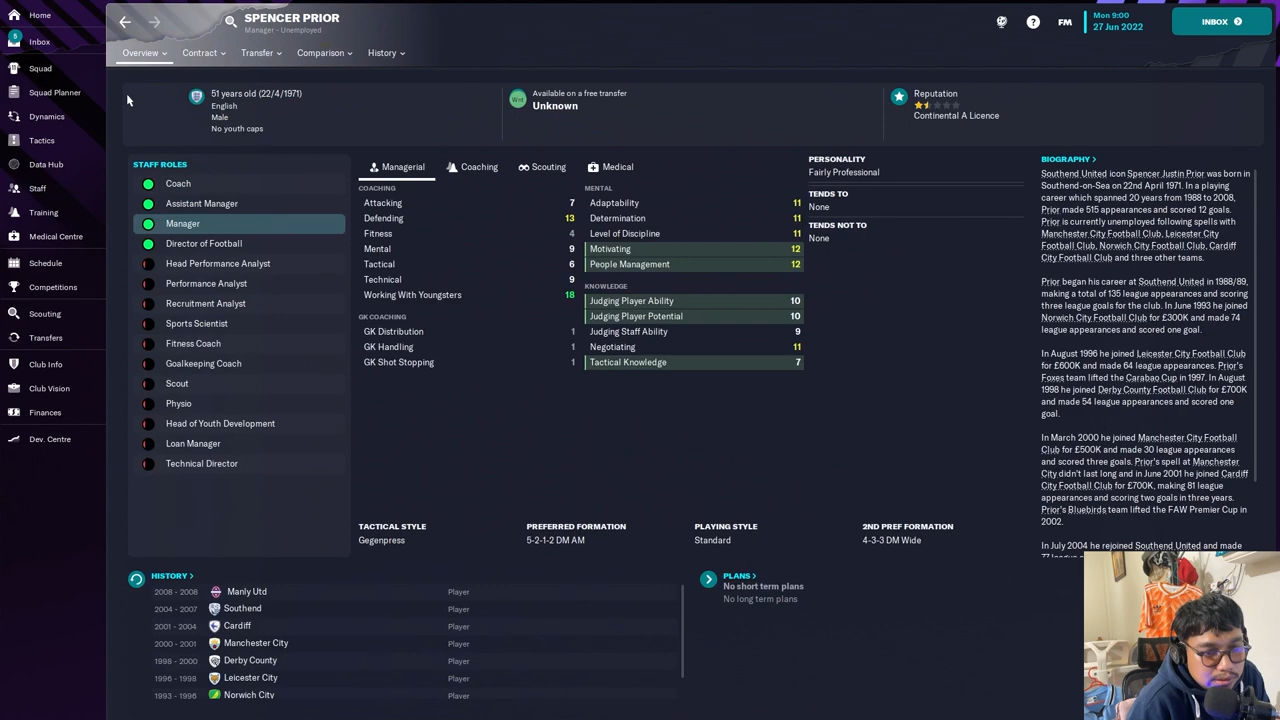 Home
5
Inbox
Squad
Squad Planner
Dynamics
Tactics
Data Hub
Staff
Training
Medical Centre
Schedule
Competitions
Scouting
Transfers
Club Info
Club Vision
Finances
Dev. Centre
SPENCER PRIOR
Manager - Unemployed
FM
Mon 9:00
27 Jun 2022
INBOX
Overview
Contract
Transfer
Comparison
History
51 years old (22/4/1971)
English
Male
No youth caps
Wnt
Available on a free transfer
Unknown
Reputation
Continental A Licence
STAFF ROLES
Coach
Assistant Manager
Manager
Director of Football
Head Performance Analyst
Performance Analyst
Recruitment Analyst
Sports Scientist
Fitness Coach
Goalkeeping Coach
Scout
Physio
Head of Youth Development
Loan Manager
Technical Director
Managerial
Coaching
Scouting
Medical
COACHING
Attacking 7
Defending 13
Fitness 4
Mental 9
Tactical 6
Technical 9
Working With Youngsters 18
GK COACHING
GK Distribution 1
GK Handling 1
GK Shot Stopping 1
MENTAL
Adaptability 11
Determination 11
Level of Discipline 11
Motivating 12
People Management 12
KNOWLEDGE
Judging Player Ability 10
Judging Player Potential 10
Judging Staff Ability 9
Negotiating 11
Tactical Knowledge 7
PERSONALITY
Fairly Professional
TENDS TO
None
TENDS NOT TO
None
BIOGRAPHY >
Southend United icon Spencer Justin Prior was born in
Southend-on-Sea on 22nd April 1971. In a playing
career which spanned 20 years from 1988 to 2008,
Prior made 515 appearances and scored 12 goals.
Prior is currently unemployed following spells with
Manchester City Football Club, Leicester City
Football Club, Norwich City Football Club, Cardiff
City Football Club and three other teams.
Prior began his career at Southend United in 1988/89,
making a total of 135 league appearances and scoring
three league goals for the club. In June 1993 he joined
Norwich City Football Club for £300K and made 74
league appearances and scored one goal.
In August 1996 he joined Leicester City Football Club
for £600K and made 64 league appearances. Prior's
Foxes team lifted the Carabao Cup in 1997. In August
1998 he joined Derby County Football Club for £700K
and made 54 league appearances and scored one
goal.
In March 2000 he joined Manchester City Football
Club for £500K and made 30 league appearances
and scored three goals. Prior's spell at Manchester
City didn't last long and in June 2001 he joined Cardiff
City Football Club for £700K, making 81 league
appearances and scoring two goals in three years.
Prior's Bluebirds team lifted the FAW Premier Cup in
2002.
In July 2004 he rejoined Southend United and made
TACTICAL STYLE
Gegenpress
PREFERRED FORMATION
5-2-1-2 DM AM
PLAYING STYLE
Standard
2ND PREF FORMATION
4-3-3 DM Wide
HISTORY >
2008 - 2008 Manly Utd Player
2004 - 2007 Southend Player
2001 - 2004 Cardiff Player
2000 - 2001 Manchester City Player
1998 - 2000 Derby County Player
1996 - 1998 Leicester City Player
1993 - 1996 Norwich City Player
PLANS >
No short term plans
No long term plans